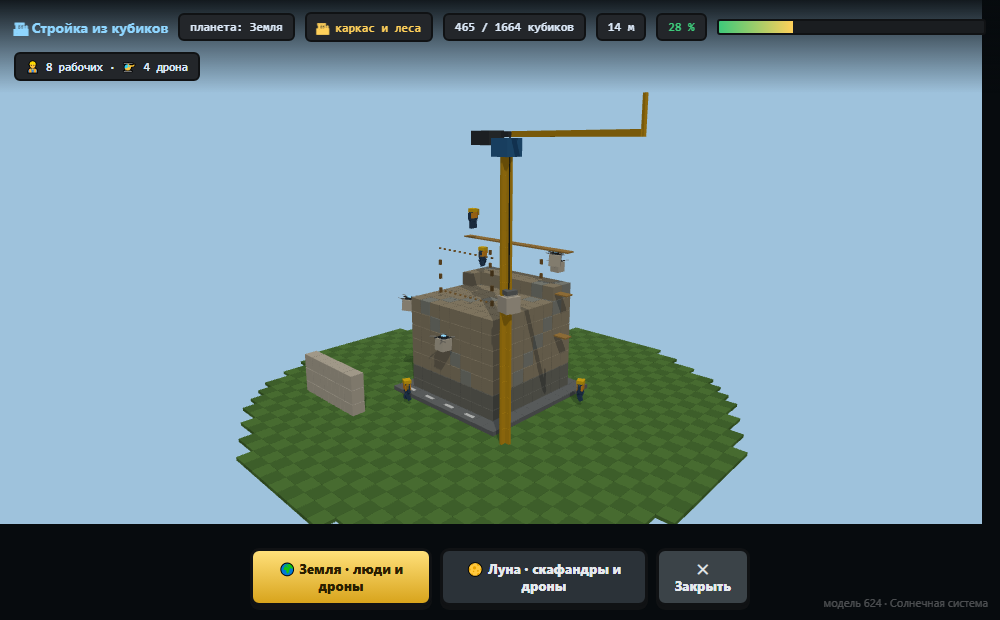 Стройка из кубиков
планета: Земля
каркас и леса
465 / 1664 кубиков
14 м
28 %
8 рабочих · 4 дрона
Земля · люди и
дроны
Луна · скафандры и
дроны
✕
Закрыть
модель 624 · Солнечная система